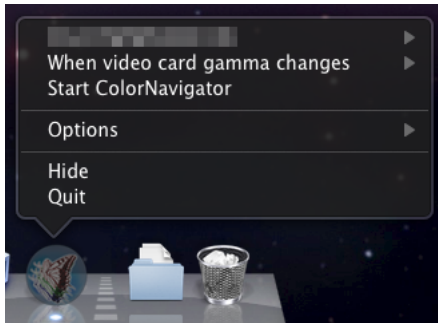 When video card gamma changes
Start ColorNavigator
Options
Hide
Quit